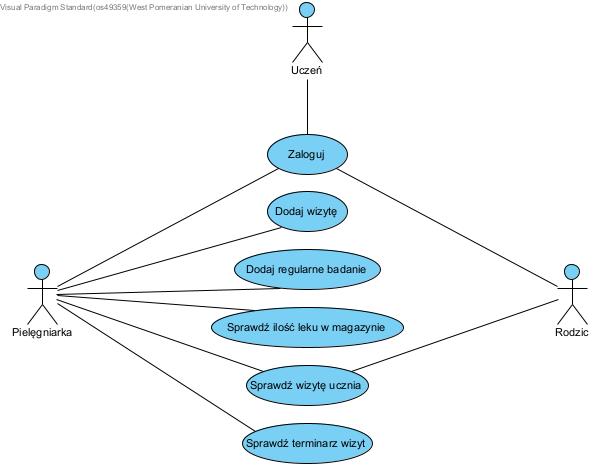 Visual Paradigm Standard(os49359(West Pomeranian University of Technology))
Uczeń
Zaloguj
Dodaj wizytę
Dodaj regularne badanie
Pielęgniarka
Rodzic
Sprawdź ilość leku w magazynie
Sprawdź wizytę ucznia
Sprawdź terminarz wizyt